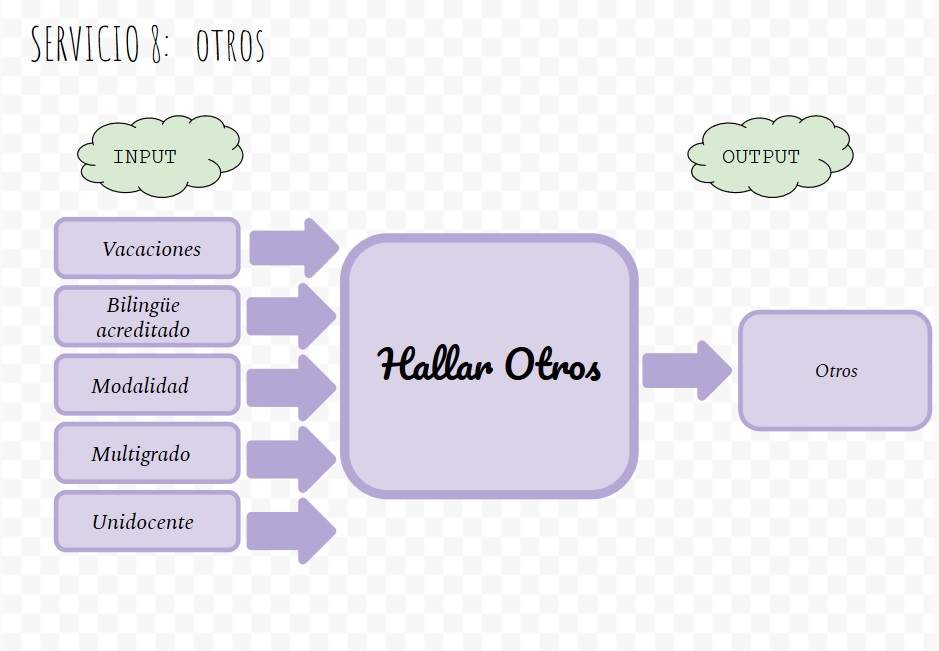 SERVICIO 8: OTROS
INPUT
OUTPUT
Vacaciones
Bilingüe
acreditado
Modalidad
Multigrado
Unidocente
Hallar Otros
Otros